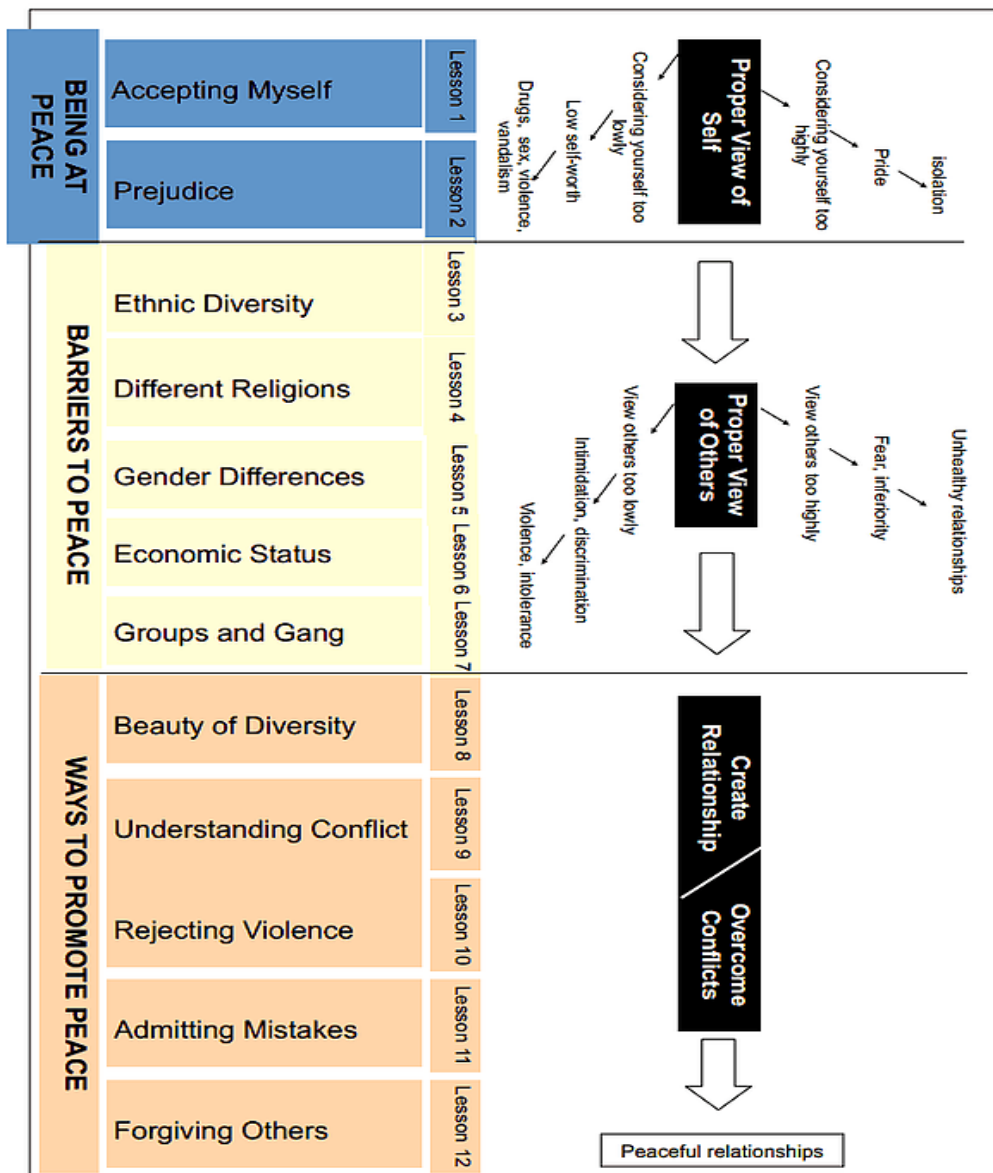 BEING AT
PEACE
Accepting Myself
Lesson 1
Prejudice
Lesson 2
Proper View of
Self
Considering yourself too
highly
Pride
isolation
Considering yourself too
lowly
Low self-worth
Drugs, sex, violence,
vandalism
BARRIERS TO PEACE
Ethnic Diversity
Lesson 3
Different Religions
Lesson 4
Gender Differences
Lesson 5
Economic Status
Lesson 6
Groups and Gang
Lesson 7
Proper View
of Others
View others too highly
Fear, inferiority
Unhealthy relationships
View others too lowly
Intimidation, discrimination
Violence, intolerance
WAYS TO PROMOTE PEACE
Beauty of Diversity
Lesson 8
Understanding Conflict
Lesson 9
Rejecting Violence
Lesson 10
Admitting Mistakes
Lesson 11
Forgiving Others
Lesson 12
Create
Relationship
Overcome
Conflicts
Peaceful relationships